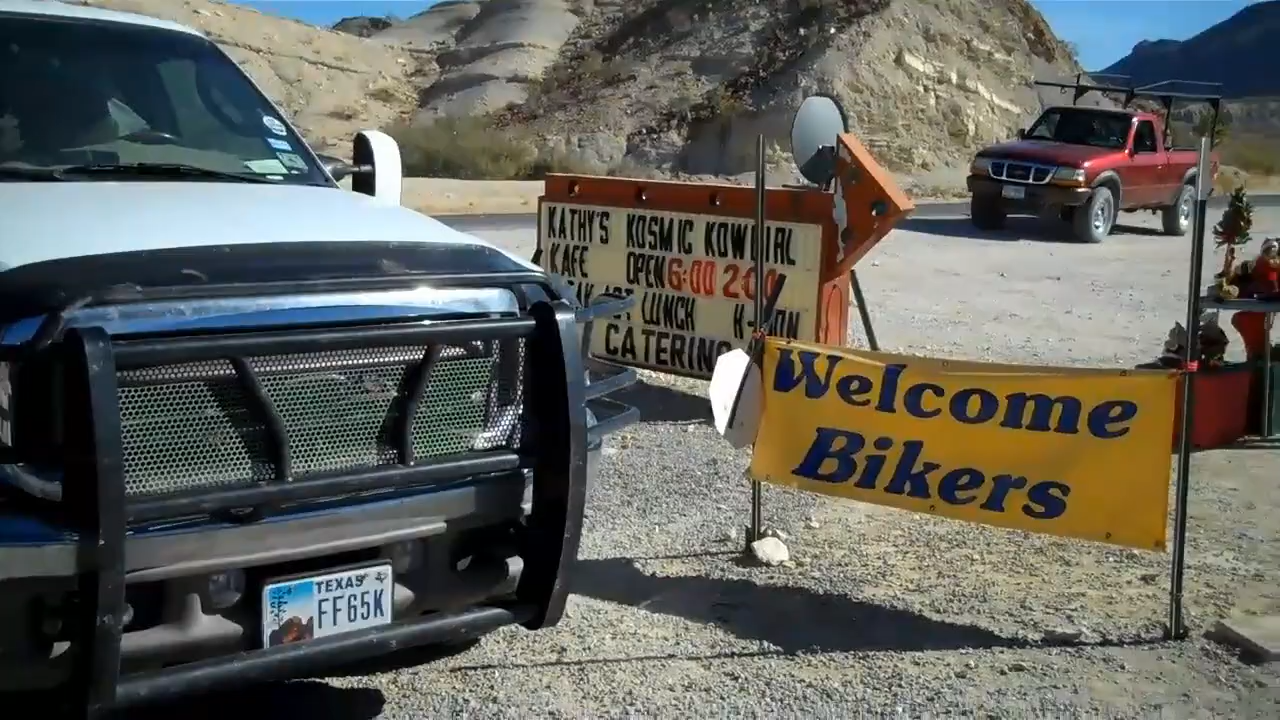 KATHY'S KOSMIC KOWGIRL
KAFE OPEN 6:00 2:00
LUNCH
CATERING
Welcome
Bikers
TEXAS
FF65K